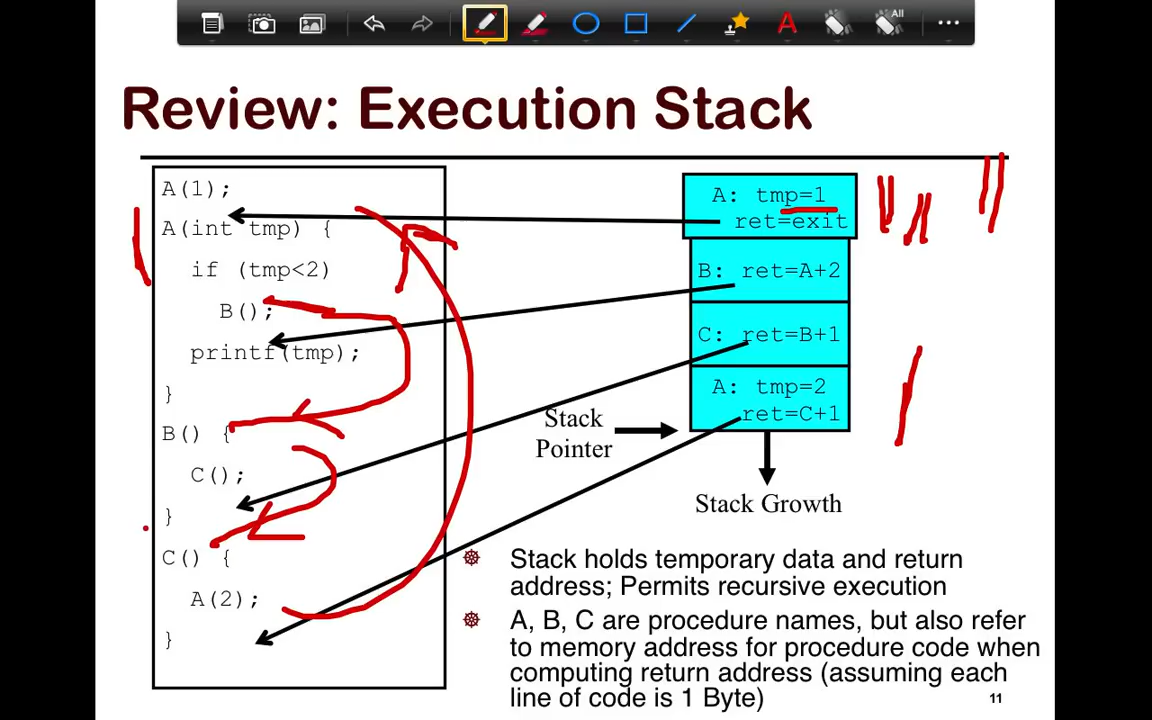 All
A
Review: Execution Stack
A(1);
A(int tmp) {
if (tmp<2)
B();
printf(tmp);
}
B() {
C();
}
C() {
A(2);
}
A: tmp=1
ret=exit
B: ret=A+2
C: ret=B+1
A: tmp=2
ret=C+1
Stack
Pointer
Stack Growth
Stack holds temporary data and return
address; Permits recursive execution
A, B, C are procedure names, but also refer
to memory address for procedure code when
computing return address (assuming each
line of code is 1 Byte)
11